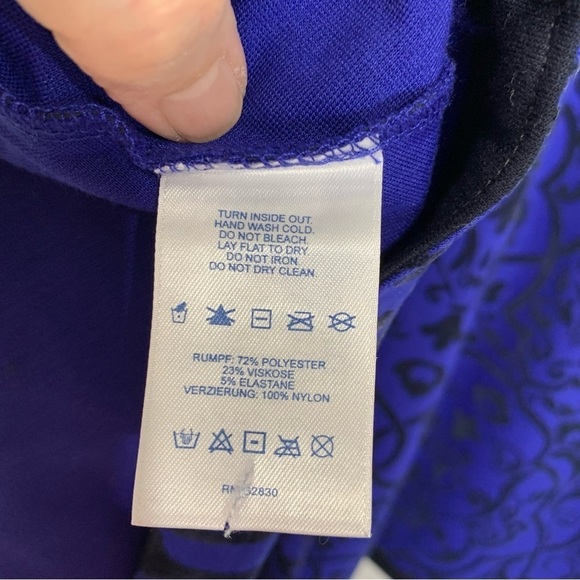 TURN INSIDE OUT.
HAND WASH COLD.
DO NOT BLEACH.
LAY FLAT TO DRY.
DO NOT IRON.
DO NOT DRY CLEAN.
RUMPF: 72% POLYESTER
23% VISKOSE
5% ELASTANE
VERZIERUNG: 100% NYLON